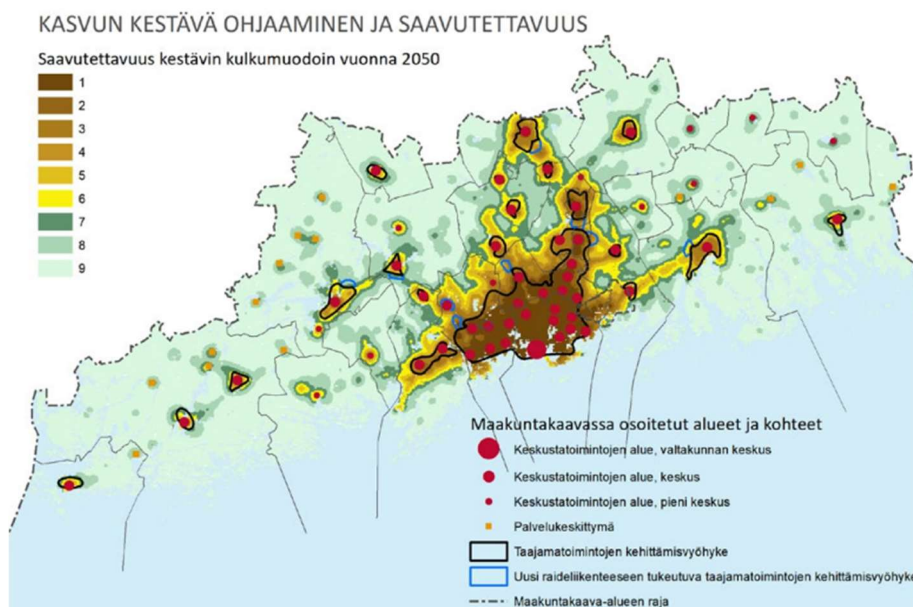 KASVUN KESTÄVÄ OHJAAMINEN JA SAAVUTETTAVUUS
Saavutettavuus kestävin kulkumuodoin vuonna 2050
1
2
3
4
5
6
7
8
9
Maakuntakaavassa osoitetut alueet ja kohteet
Keskustatoimintojen alue, valtakunnan keskus
Keskustatoimintojen alue, keskus
Keskustatoimintojen alue, pieni keskus
Palvelukeskittymä
Taajamatoimintojen kehittämisvyöhyke
Uusi raideliikenteeseen tukeutuva taajamatoimintojen kehittämisvyöhyke
Maakuntakaava-alueen raja